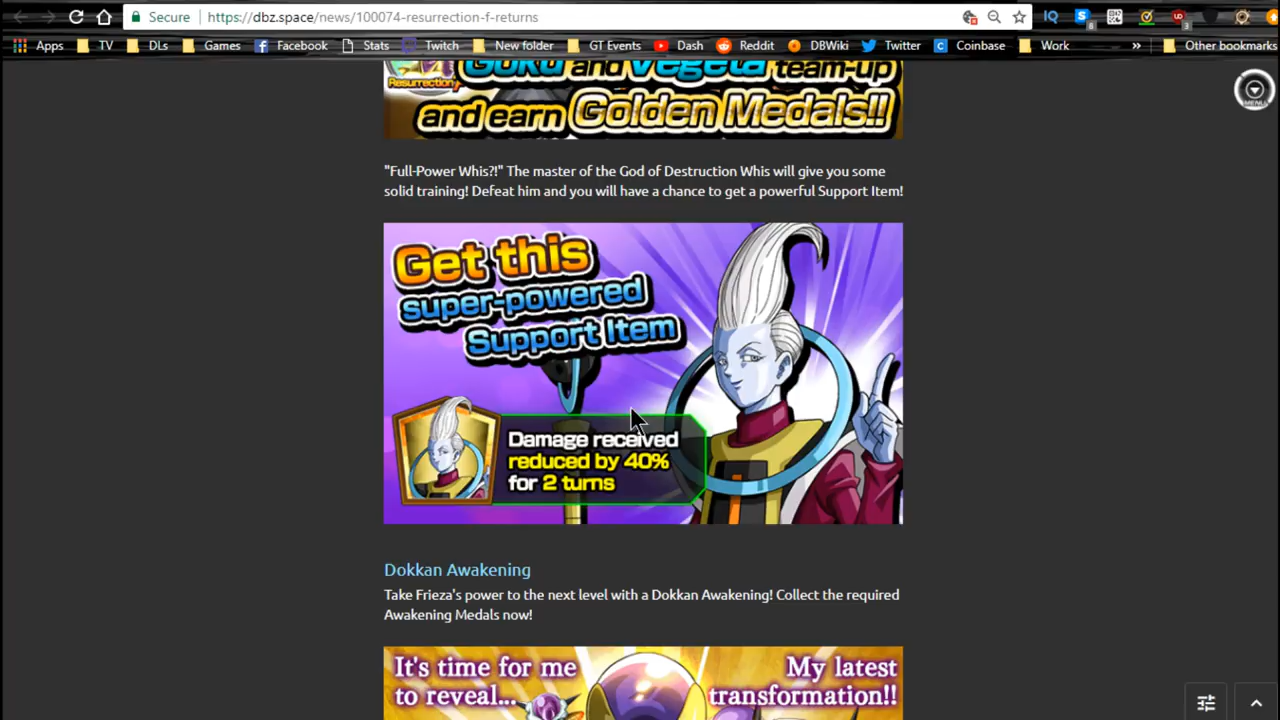 Secure
https://dbz.space/news/100074-resurrection-f-returns
IQ
8
3
Apps
TV
DLs
Games
Facebook
Stats
Twitch
New folder
GT Events
Dash
Reddit
DBWiki
Twitter
Coinbase
Work
»
Other bookmarks
Resurrection
Goku and Vegeta team-up
and earn Golden Medals!!
MENU
"Full-Power Whis?!" The master of the God of Destruction Whis will give you some
solid training! Defeat him and you will have a chance to get a powerful Support Item!
Get this
super-powered
Support Item
Damage received
reduced by 40%
for 2 turns
Dokkan Awakening
Take Frieza's power to the next level with a Dokkan Awakening! Collect the required
Awakening Medals now!
It's time for me
to reveal...
My latest
transformation!!